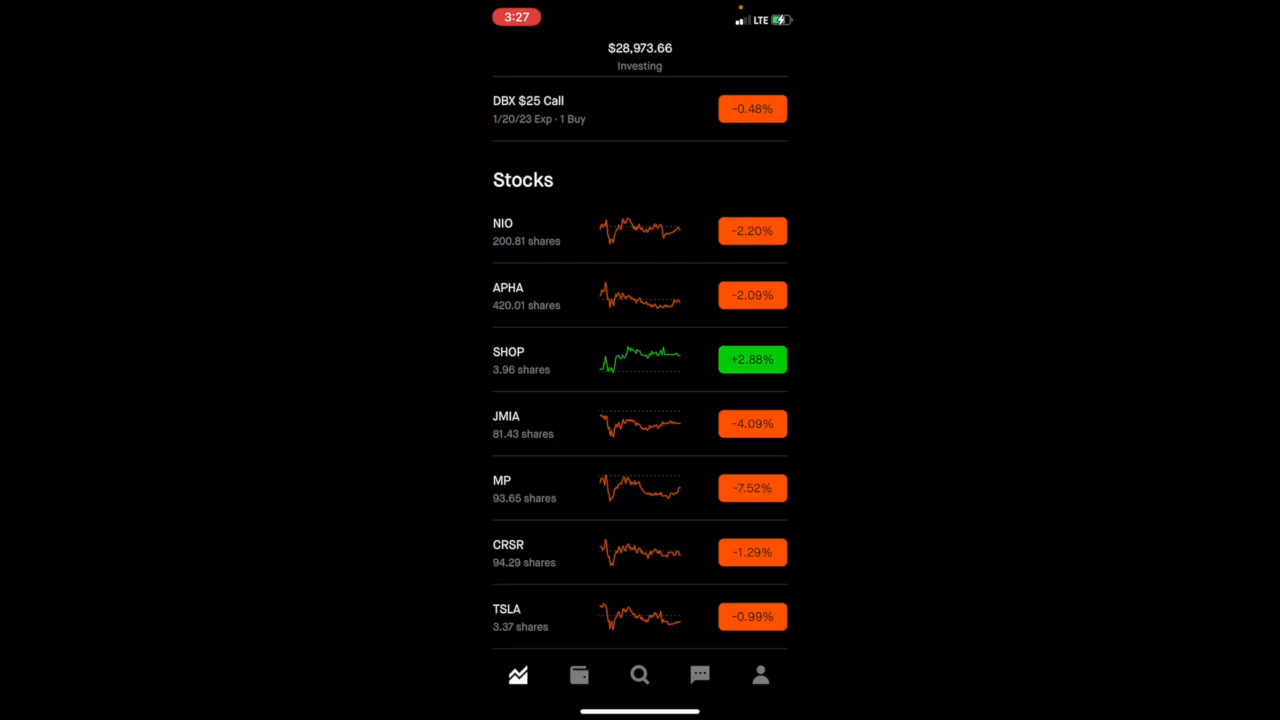 3:27
LTE
$28,973.66
Investing
DBX $25 Call
-0.48%
1/20/23 Exp · 1 Buy
Stocks
NIO
200.81 shares
-2.20%
APHA
420.01 shares
-2.09%
SHOP
3.96 shares
+2.88%
JMIA
81.43 shares
-4.09%
MP
93.65 shares
-7.52%
CRSR
94.29 shares
-1.29%
TSLA
3.37 shares
-0.99%